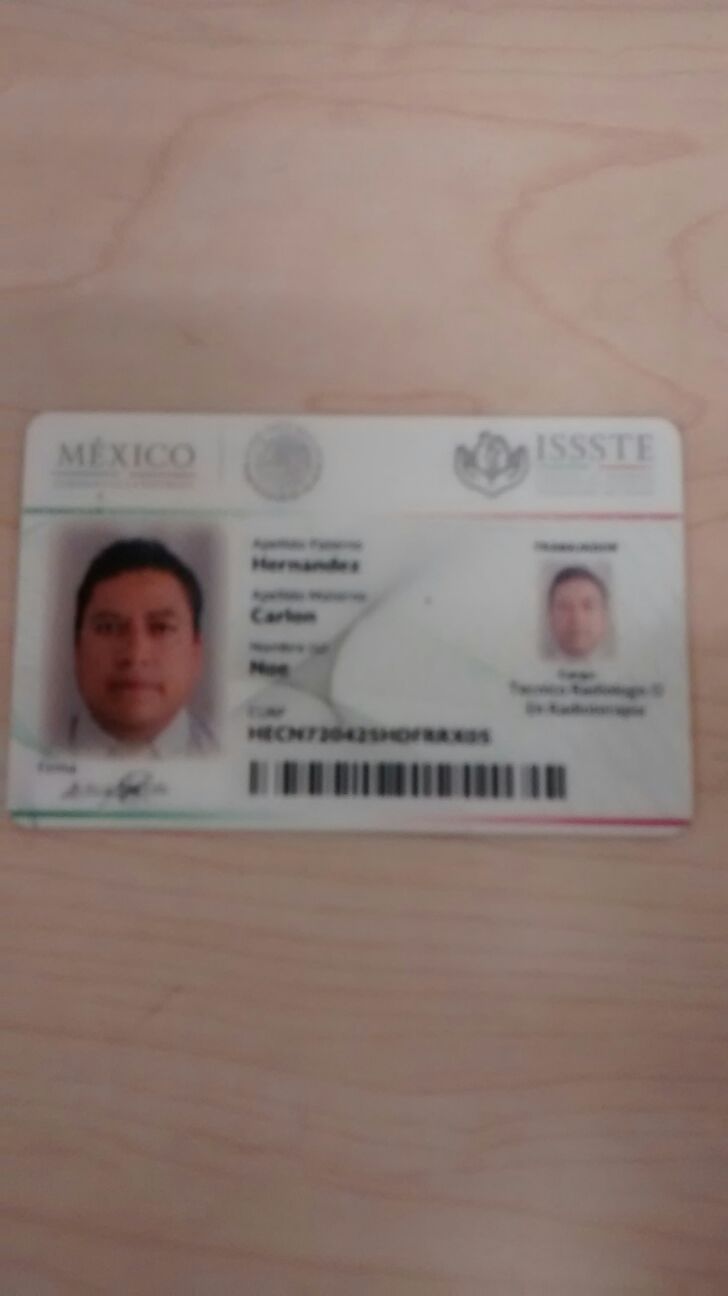 MÉXICO
ISSSTE
Apellido Paterno
Hernandez
Apellido Materno
Carlon
Nombre (s)
Noe
CURP
HECN720425HDFRRX05
Firma
TRABAJADOR
Cargo
Tecnico Radiologo O
En Radioterapia